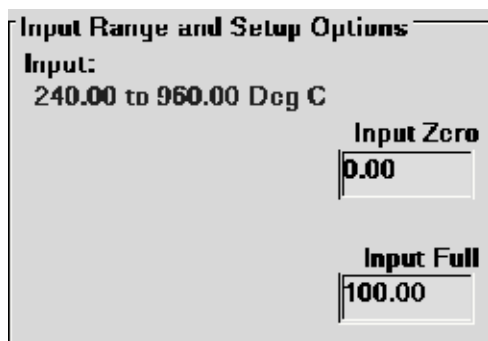 Input Range and Setup Options
Input:
240.00 to 960.00 Deg C
Input Zero
0.00
Input Full
100.00